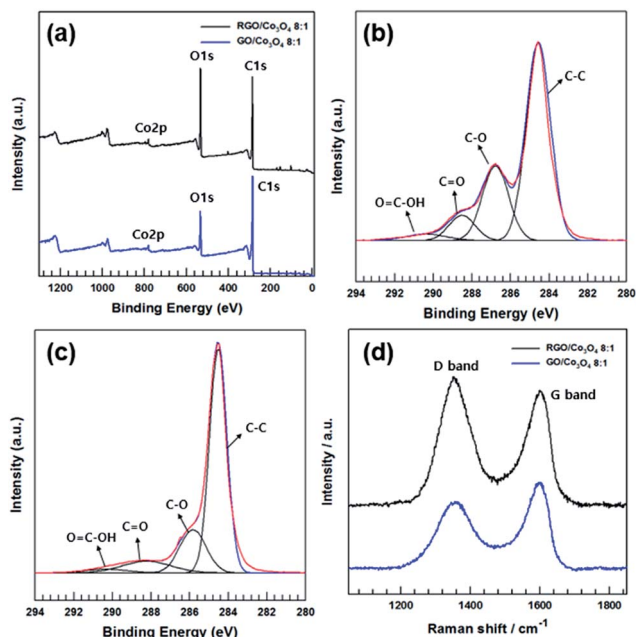 (a)
RGO/Co₃O₄ 8:1
GO/Co₃O₄ 8:1
O1s
C1s
Co2p
O1s
C1s
Co2p
Intensity (a.u.)
1200 1000 800 600 400 200 0
Binding Energy (eV)
(b)
C-C
C-O
C=O
O=C-OH
Intensity (a.u.)
294 292 290 288 286 284 282 280
Binding Energy (eV)
(c)
C-C
C-O
C=O
O=C-OH
Intensity (a.u.)
294 292 290 288 286 284 282 280
Binding Energy (eV)
(d)
RGO/Co₃O₄ 8:1
GO/Co₃O₄ 8:1
D band
G band
Intensity / a.u.
1200 1400 1600 1800
Raman shift / cm⁻¹